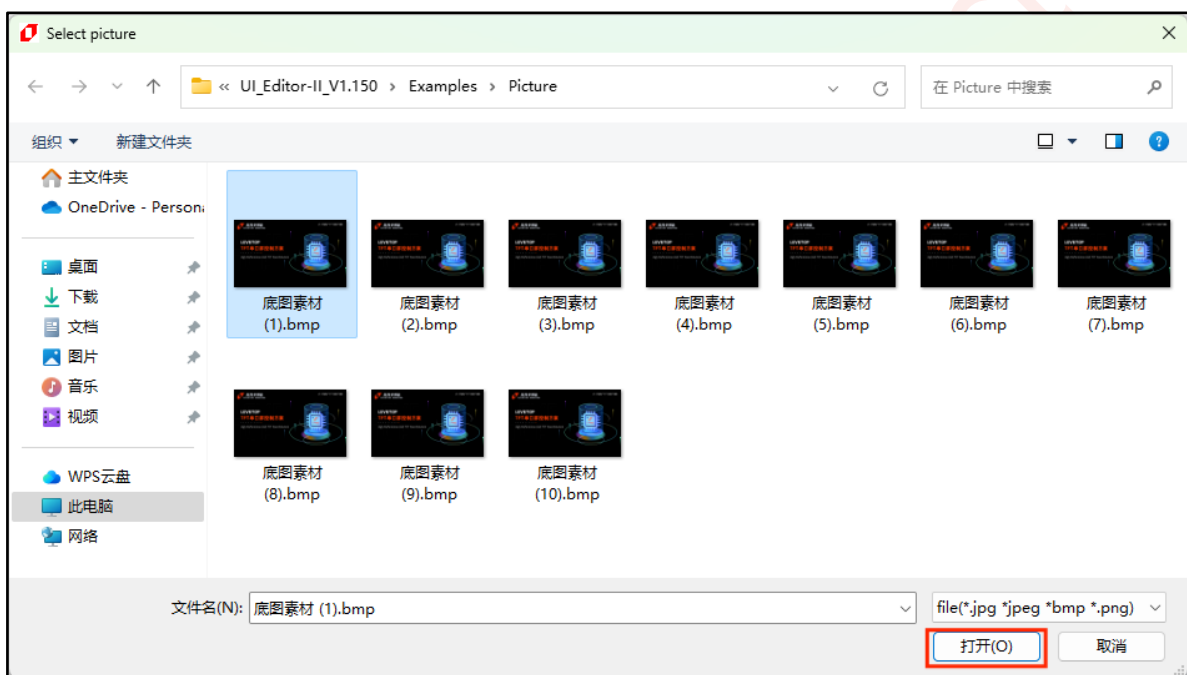 Select picture
« UI_Editor-II_V1.150 › Examples › Picture
在 Picture 中搜索
组织
新建文件夹
主文件夹
OneDrive - Person
桌面
下载
文档
图片
音乐
视频
WPS云盘
此电脑
网络
底图素材
(1).bmp
底图素材
(2).bmp
底图素材
(3).bmp
底图素材
(4).bmp
底图素材
(5).bmp
底图素材
(6).bmp
底图素材
(7).bmp
底图素材
(8).bmp
底图素材
(9).bmp
底图素材
(10).bmp
文件名(N):
底图素材 (1).bmp
file(*.jpg *jpeg *bmp *.png)
打开(O)
取消